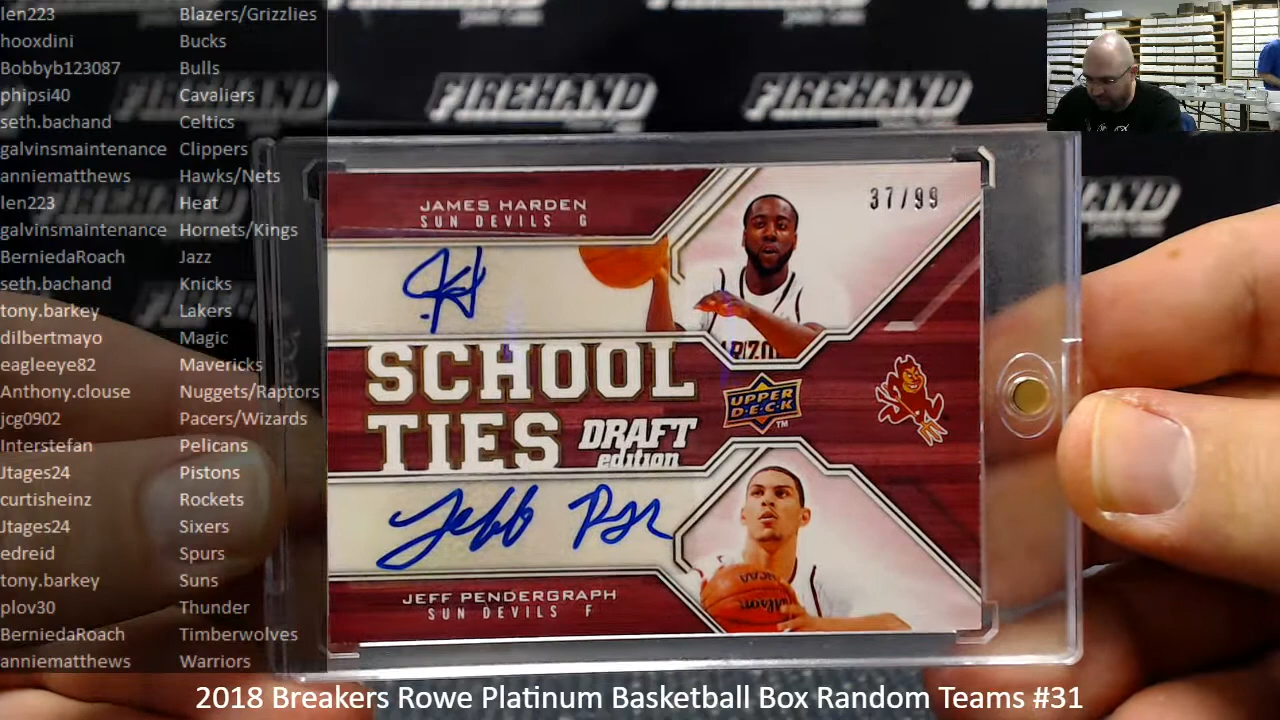 len223 Blazers/Grizzlies
hooxdini Bucks
Bobbyb123087 Bulls
phipsi40 Cavaliers
seth.bachand Celtics
galvinsmaintenance Clippers
anniematthews Hawks/Nets
len223 Heat
galvinsmaintenance Hornets/Kings
BerniedaRoach Jazz
seth.bachand Knicks
tony.barkey Lakers
dilbertmayo Magic
eagleeye82 Mavericks
Anthony.clouse Nuggets/Raptors
jcg0902 Pacers/Wizards
Interstefan Pelicans
Jtages24 Pistons
curtisheinz Rockets
Jtages24 Sixers
edreid Spurs
tony.barkey Suns
plov30 Thunder
BerniedaRoach Timberwolves
anniematthews Warriors
FIREHAND
FIREHAND
JAMES HARDEN
SUN DEVILS G
37/99
SCHOOL
TIES
DRAFT
edition
UPPER
D·E·C·K
TM
Jeff
JEFF PENDERGRAPH
SUN DEVILS F
2018 Breakers Rowe Platinum Basketball Box Random Teams #31